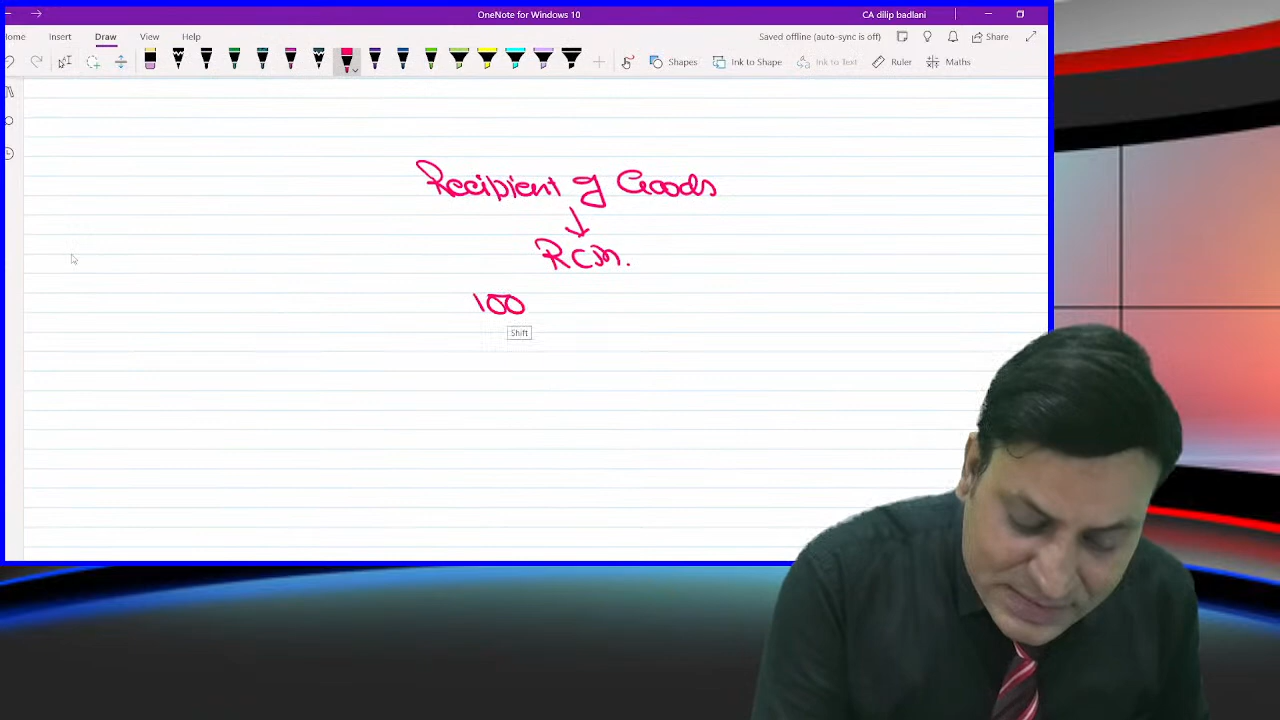 OneNote for Windows 10
CA dilip badlani
ome Insert Draw View Help
Saved offline (auto-sync is off)
Share
Shapes
Ink to Shape
Ink to Text
Ruler
Maths
Recipient of Goods
RCM.
100
Shift